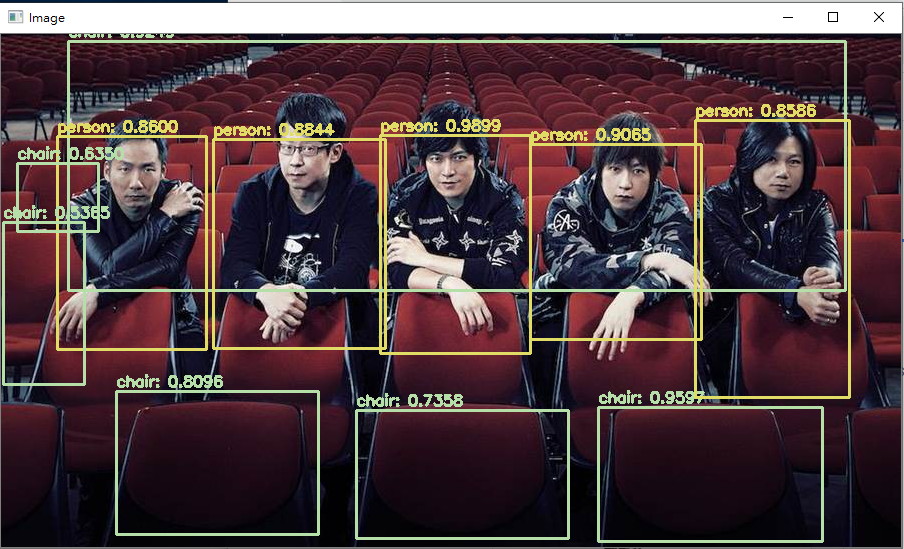 Image
person: 0.8586
person: 0.8600
person: 0.8844
person: 0.9899
person: 0.9065
chair: 0.6350
chair: 0.5365
chair: 0.8096
chair: 0.7358
chair: 0.9597